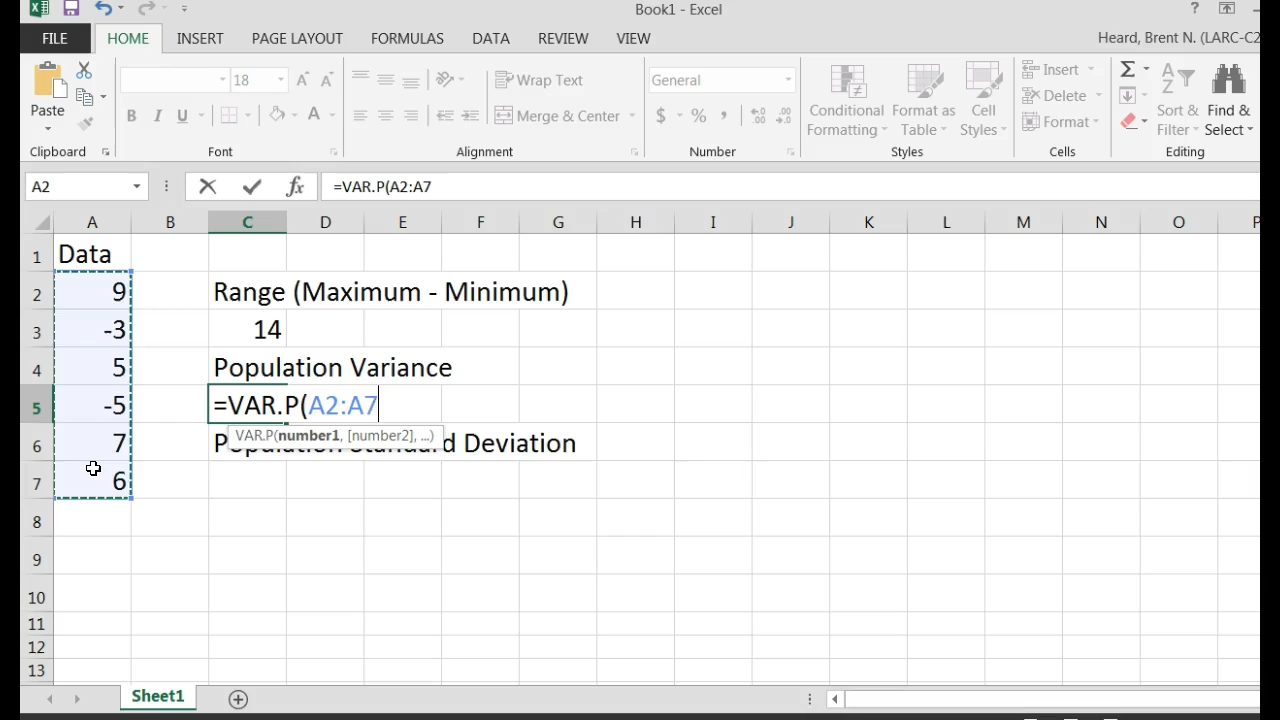 Book1 - Excel
?
FILE HOME INSERT PAGE LAYOUT FORMULAS DATA REVIEW VIEW
Heard, Brent N. (LARC-C2
Paste
18
B I U
Wrap Text
Merge & Center
General
$ % ,
Conditional Formatting
Format as Table
Cell Styles
Insert
Delete
Format
Sort & Filter
Find & Select
Clipboard Font Alignment Number Styles Cells Editing
A2
fx
=VAR.P(A2:A7
A B C D E F G H I J K L M N O P
1 Data
2 9 Range (Maximum - Minimum)
3 -3 14
4 5 Population Variance
5 -5 =VAR.P(A2:A7
VAR.P(number1, [number2], ...)
6 7 Population Standard Deviation
7 6
8
9
10
11
12
13
Sheet1